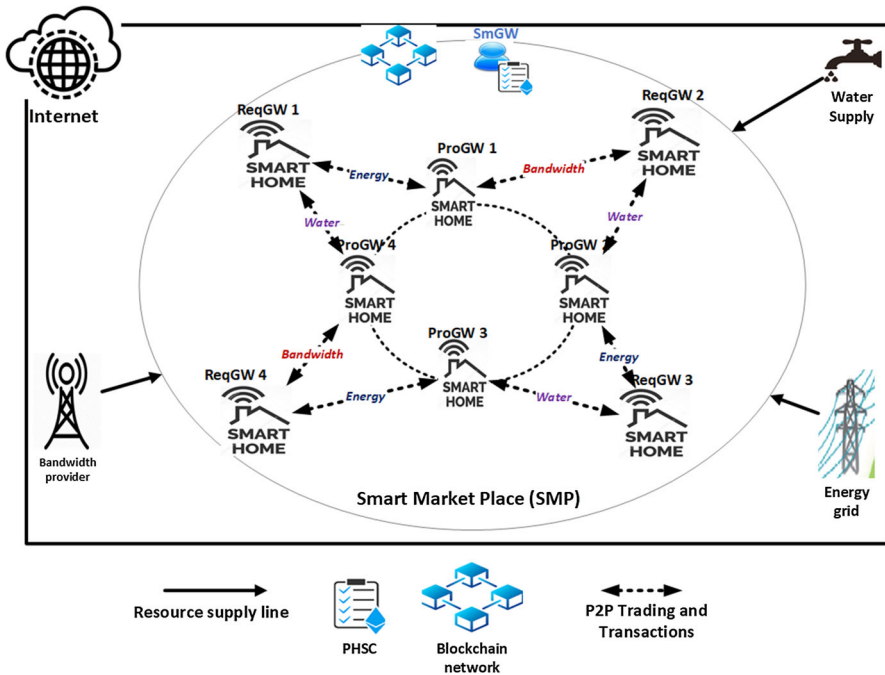 SmGW
Internet
Water
Supply
ReqGW 1
SMART
HOME
ProGW 1
SMART
HOME
ReqGW 2
SMART
HOME
Energy
Bandwidth
Water
Water
ProGW 4
SMART
HOME
ProGW
SMART
HOME
Bandwidth
Energy
ProGW 3
SMART
HOME
ReqGW 4
SMART
HOME
Energy
Water
ReqGW 3
SMART
HOME
Bandwidth
provider
Energy
grid
Smart Market Place (SMP)
Resource supply line
PHSC
Blockchain
network
P2P Trading and
Transactions